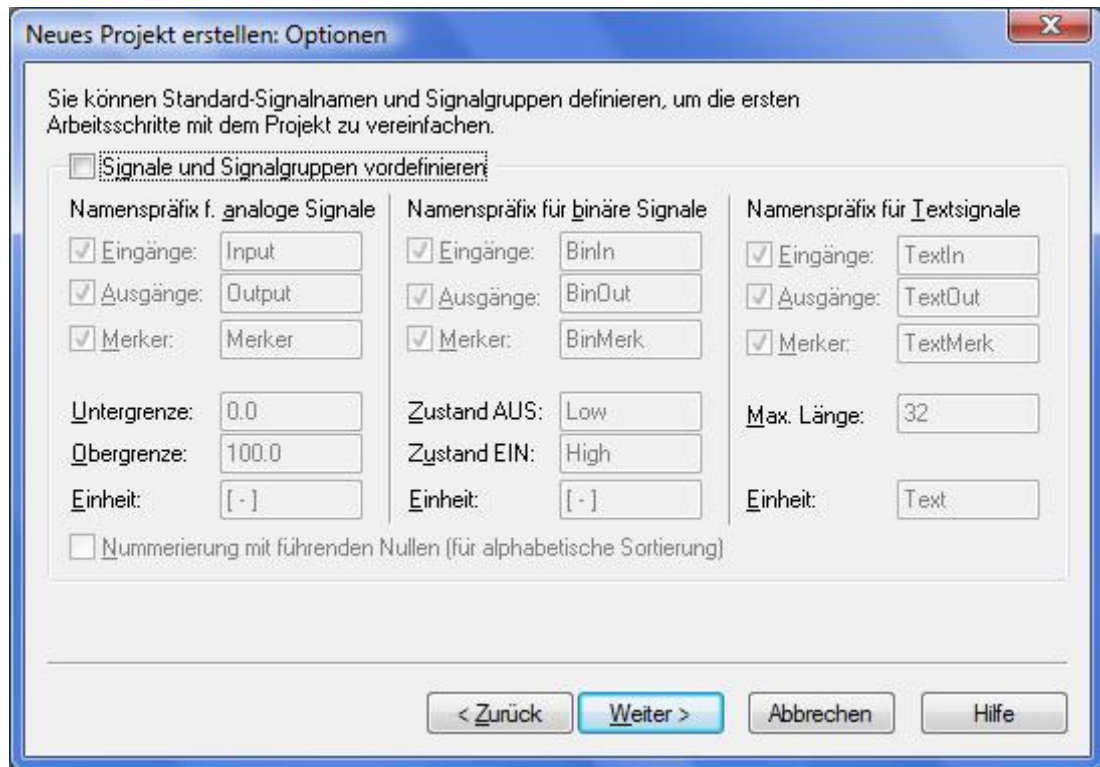 Neues Projekt erstellen: Optionen
Sie können Standard-Signalnamen und Signalgruppen definieren, um die ersten
Arbeitsschritte mit dem Projekt zu vereinfachen.
Signale und Signalgruppen vordefinieren
Namenspräfix f. analoge Signale
Eingänge: Input
Ausgänge: Output
Merker: Merker
Untergrenze: 0.0
Obergrenze: 100.0
Einheit: [ - ]
Namenspräfix für binäre Signale
Eingänge: BinIn
Ausgänge: BinOut
Merker: BinMerk
Zustand AUS: Low
Zustand EIN: High
Einheit: [ - ]
Namenspräfix für Textsignale
Eingänge: TextIn
Ausgänge: TextOut
Merker: TextMerk
Max. Länge: 32
Einheit: Text
Nummerierung mit führenden Nullen (für alphabetische Sortierung)
< Zurück Weiter > Abbrechen Hilfe